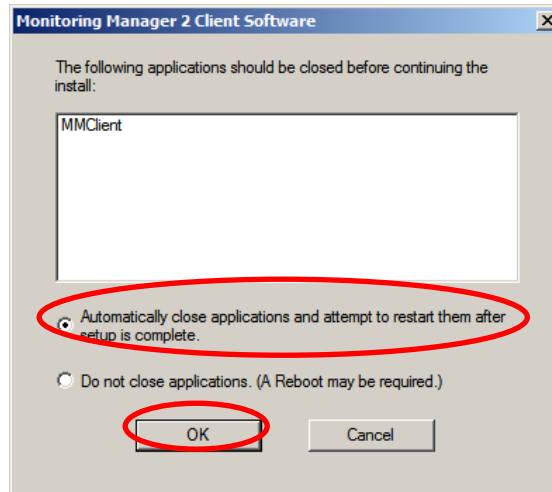 Monitoring Manager 2 Client Software
The following applications should be closed before continuing the
install:
MMClient
Automatically close applications and attempt to restart them after
setup is complete.
Do not close applications. (A Reboot may be required.)
OK
Cancel